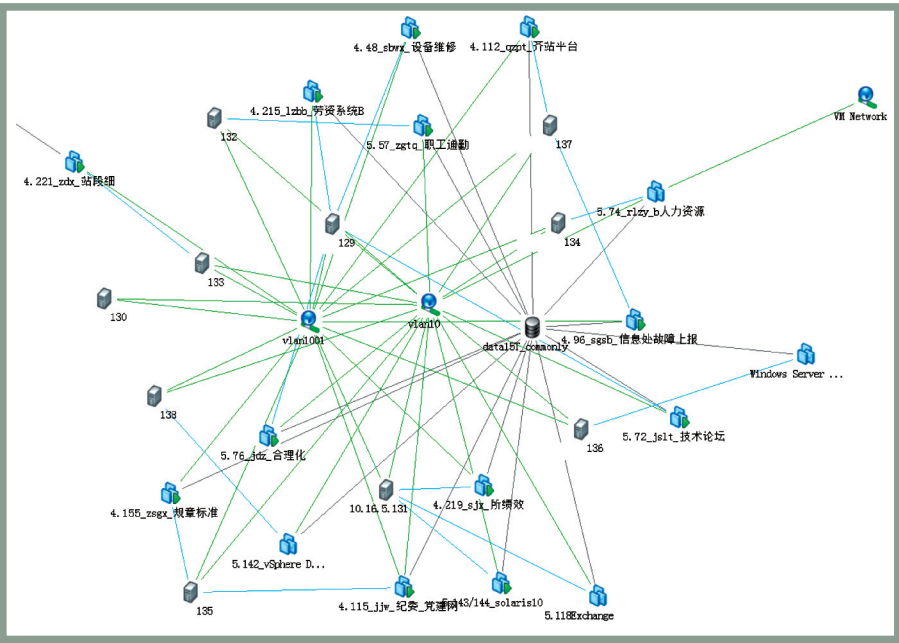 4.48_sbwx_设备维修
4.112_qzpt_齐站平台
4.215_lzbb_劳资系统B
VM Network
132
137
5.57_zgtq_职工通勤
4.221_zdx_站段细
5.74_rlzy_b人力资源
129
134
133
130
vlan10
vlan1001
data15f_commonly
4.96_sgsb_信息处故障上报
Windows Server ...
138
5.72_jslt_技术论坛
136
5.76_jdz_合理化
10.16.5.131
4.219_sjx_所绩效
4.155_zsgx_规章标准
5.142_vSphere D...
135
4.115_jjw_纪委_党建网
5.143/144_solaris10
5.118Exchange